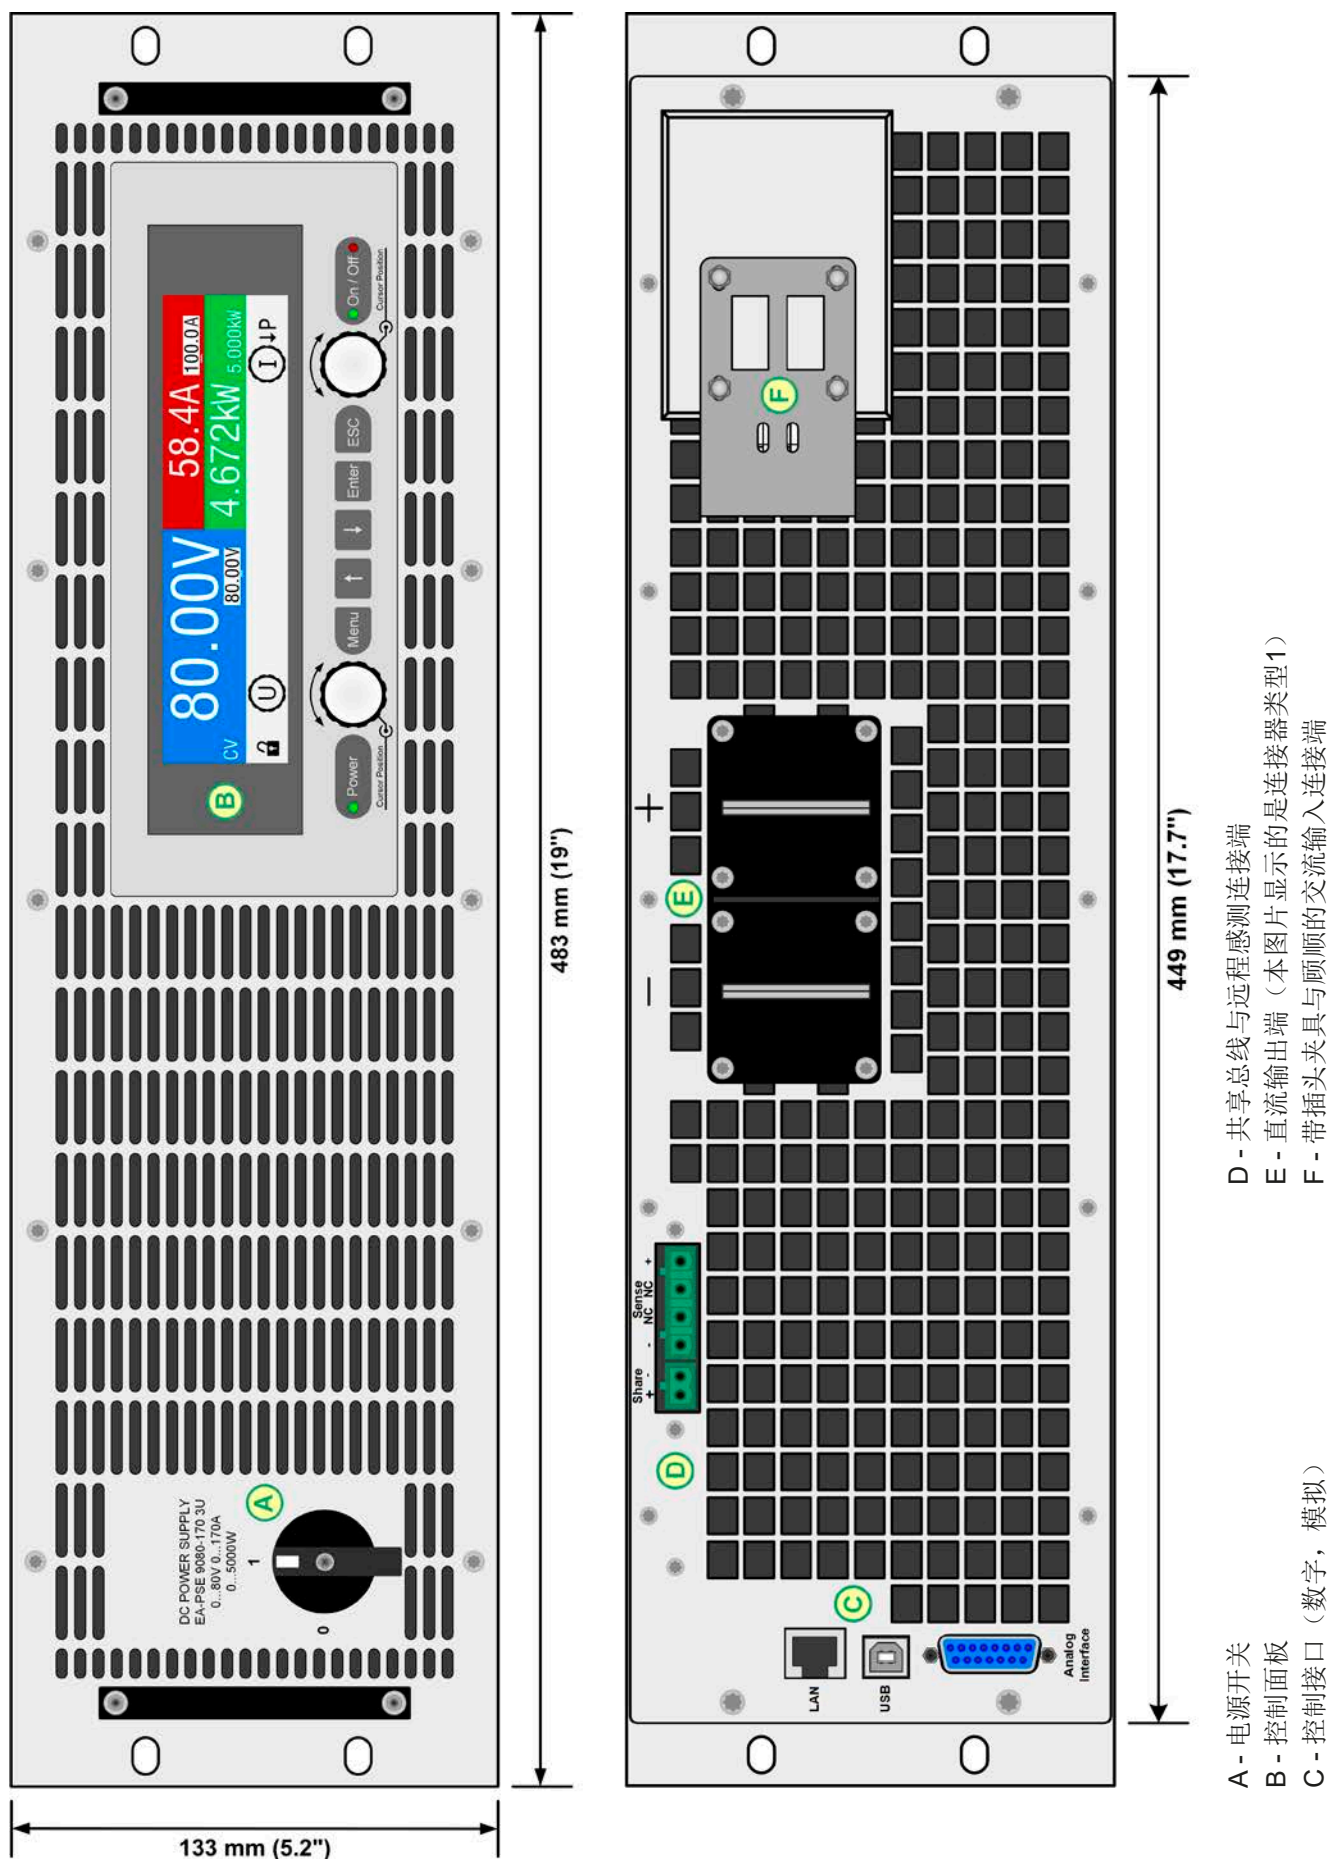 DC POWER SUPPLY
EA-PSE 9080-170 3U
0...80V 0...170A
0...5000W
0
1
A
B
80.00V
CV
80.00V
58.4A
100.0A
4.672kW
5.000kW
U
I
P
Power
Cursor Position
Menu
↑
↓
Enter
ESC
On / Off
Cursor Position
483 mm (19")
133 mm (5.2")
LAN
USB
Analog
Interface
C
D
Share
+ -
Sense
- NC NC +
E
-
+
F
449 mm (17.7")
A - 电源开关
B - 控制面板
C - 控制接口（数字，模拟）
D - 共享总线与远程感测连接端
E - 直流输出端（本图片显示的是连接器类型1）
F - 带插头夹具与顾顺的交流输入连接端